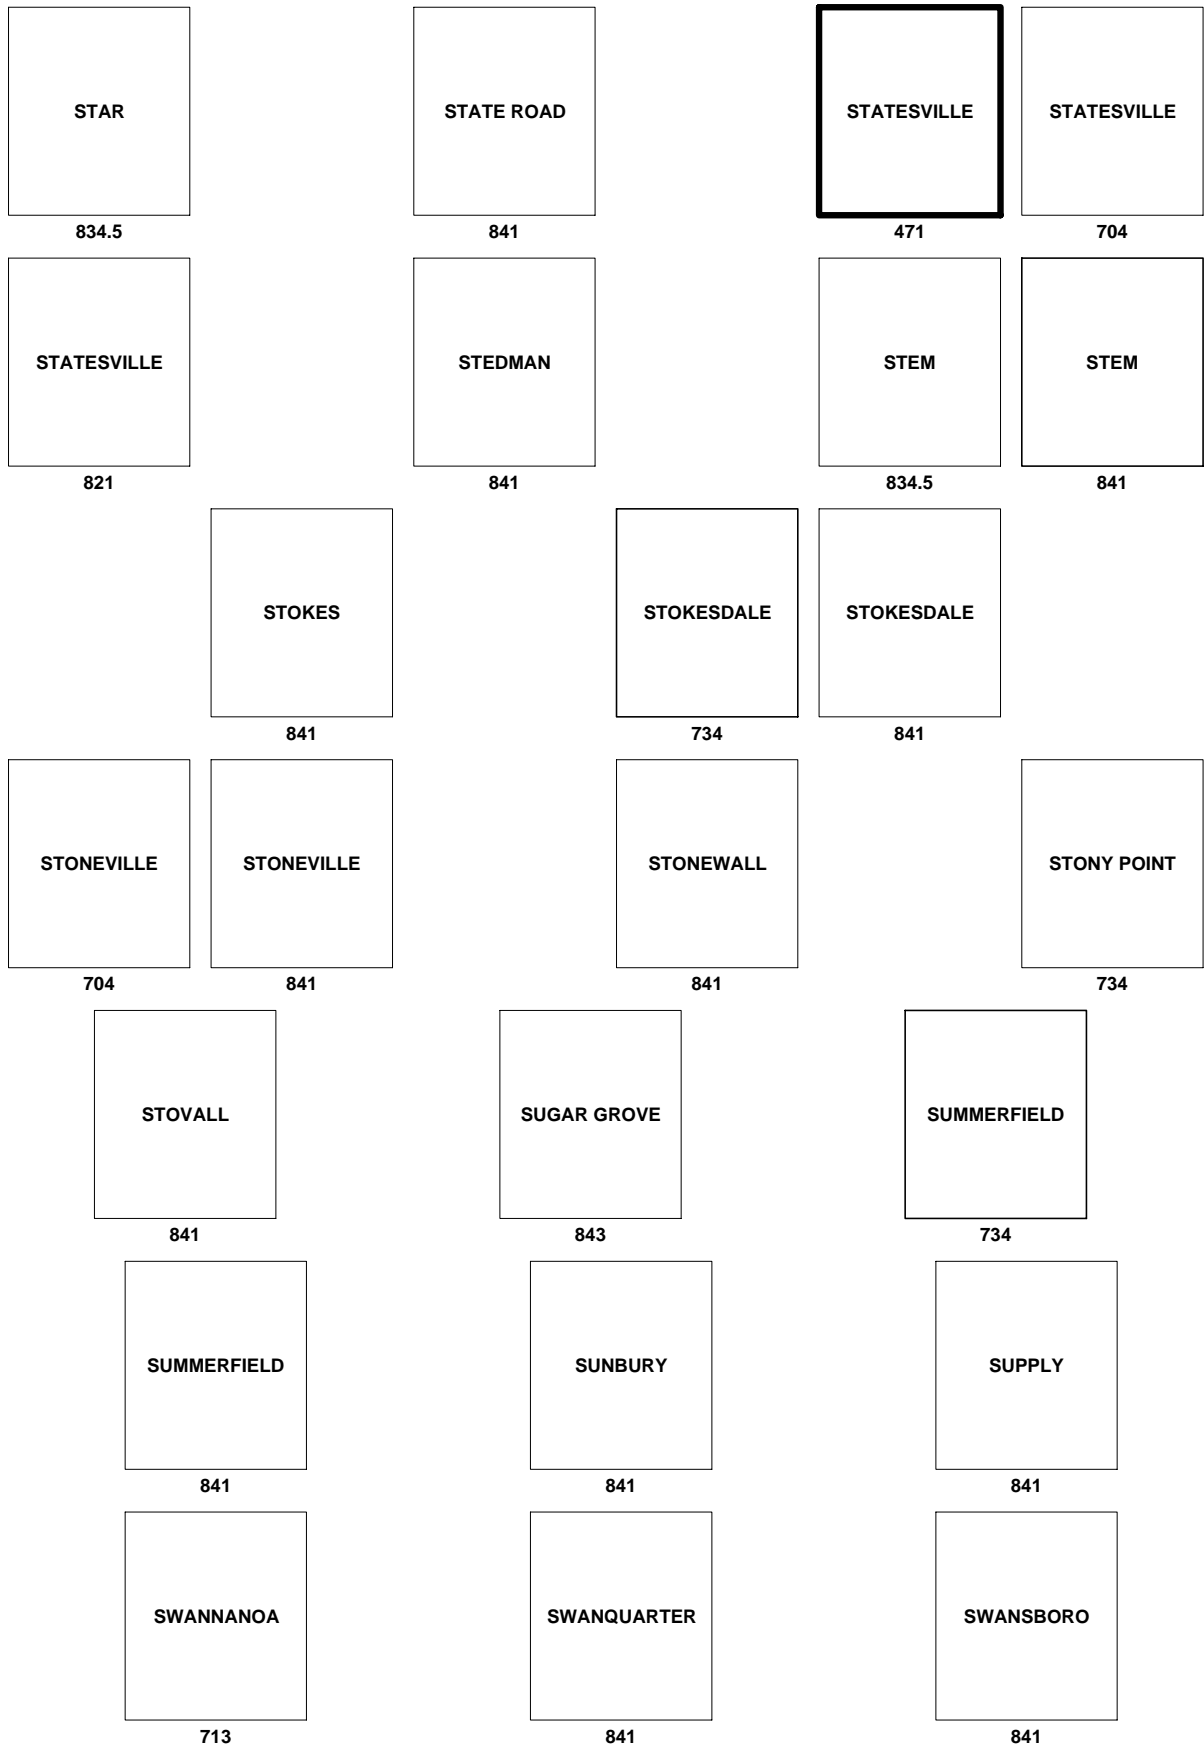 STAR
834.5
STATE ROAD
841
STATESVILLE
471
STATESVILLE
704
STATESVILLE
821
STEDMAN
841
STEM
834.5
STEM
841
STOKES
841
STOKESDALE
734
STOKESDALE
841
STONEVILLE
704
STONEVILLE
841
STONEWALL
841
STONY POINT
734
STOVALL
841
SUGAR GROVE
843
SUMMERFIELD
734
SUMMERFIELD
841
SUNBURY
841
SUPPLY
841
SWANNANOA
713
SWANQUARTER
841
SWANSBORO
841